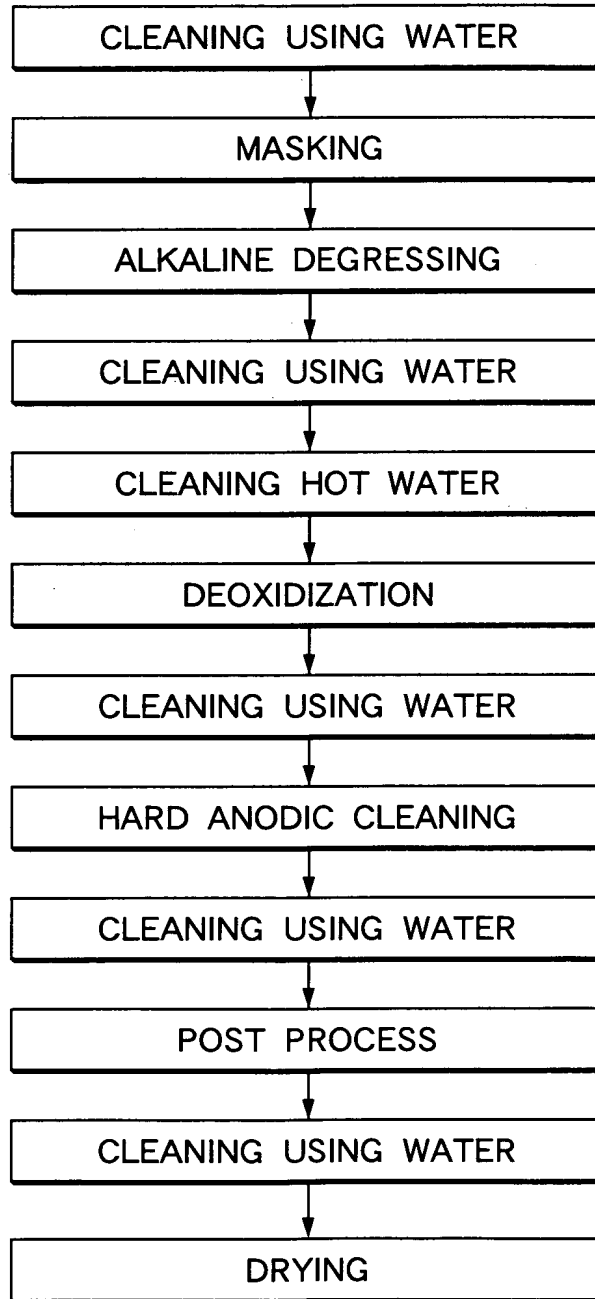 CLEANING USING WATER
MASKING
ALKALINE DEGRESSING
CLEANING USING WATER
CLEANING HOT WATER
DEOXIDIZATION
CLEANING USING WATER
HARD ANODIC CLEANING
CLEANING USING WATER
POST PROCESS
CLEANING USING WATER
DRYING